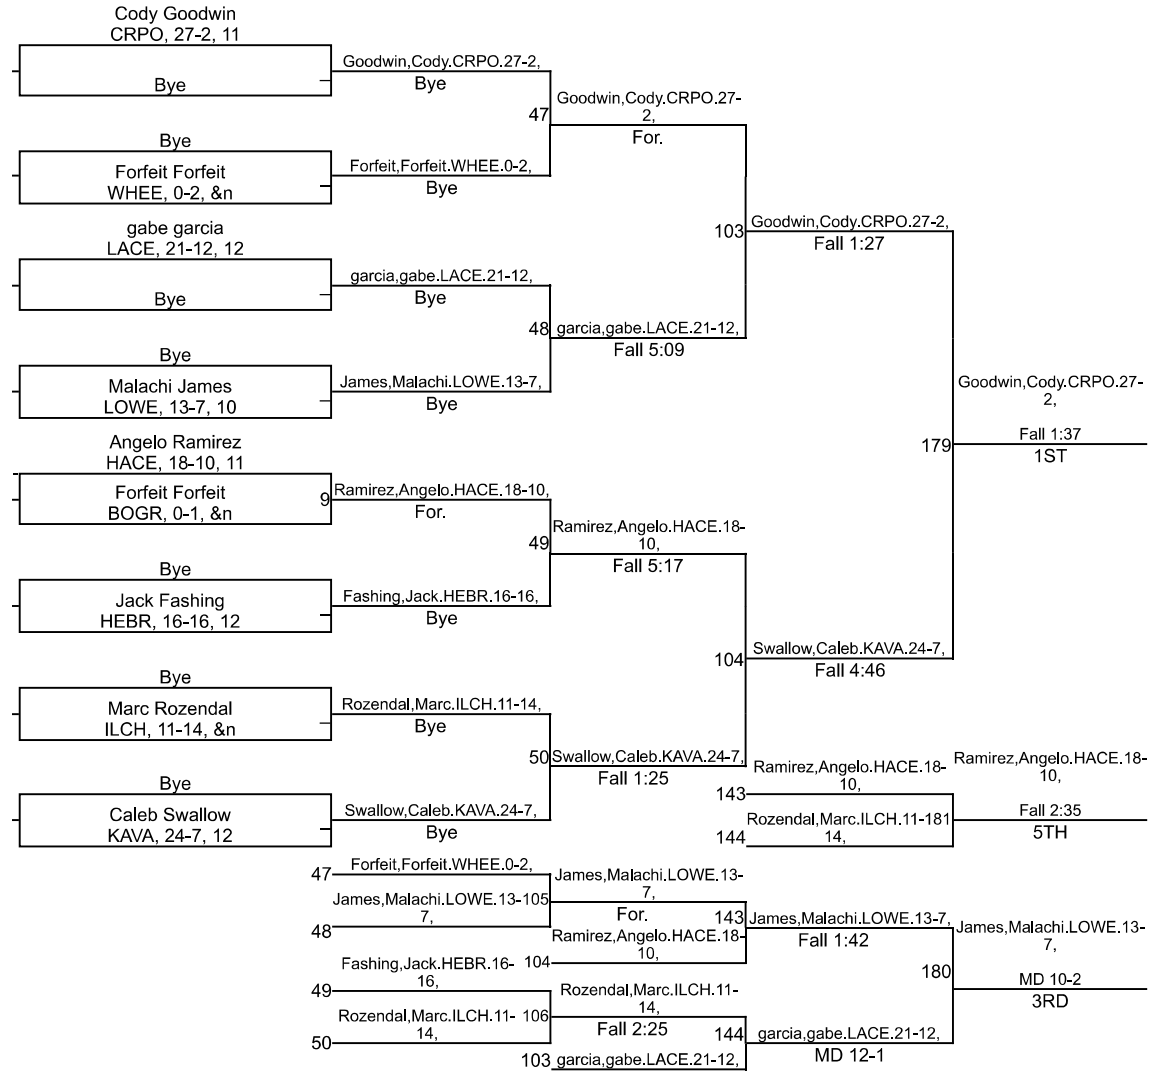 Cody Goodwin
CRPO, 27-2, 11
Bye
Goodwin,Cody.CRPO.27-2,
Bye
47
Goodwin,Cody.CRPO.27-
2,
For.
Bye
Forfeit Forfeit
WHEE, 0-2, &n
Forfeit,Forfeit.WHEE.0-2,
Bye
103
Goodwin,Cody.CRPO.27-2,
Fall 1:27
gabe garcia
LACE, 21-12, 12
Bye
garcia,gabe.LACE.21-12,
Bye
48
garcia,gabe.LACE.21-12,
Fall 5:09
Bye
Malachi James
LOWE, 13-7, 10
James,Malachi.LOWE.13-7,
Bye
179
Goodwin,Cody.CRPO.27-
2,
Fall 1:37
1ST
Angelo Ramirez
HACE, 18-10, 11
Forfeit Forfeit
BOGR, 0-1, &n
9
Ramirez,Angelo.HACE.18-10,
For.
49
Ramirez,Angelo.HACE.18-
10,
Fall 5:17
Bye
Jack Fashing
HEBR, 16-16, 12
Fashing,Jack.HEBR.16-16,
Bye
104
Swallow,Caleb.KAVA.24-7,
Fall 4:46
Bye
Marc Rozendal
ILCH, 11-14, &n
Rozendal,Marc.ILCH.11-14,
Bye
50
Swallow,Caleb.KAVA.24-7,
Fall 1:25
Bye
Caleb Swallow
KAVA, 24-7, 12
Swallow,Caleb.KAVA.24-7,
Bye
143
Ramirez,Angelo.HACE.18-
10,
144
Rozendal,Marc.ILCH.11-181
14,
Ramirez,Angelo.HACE.18-
10,
Fall 2:35
5TH
47
Forfeit,Forfeit.WHEE.0-2,
James,Malachi.LOWE.13-105
7,
48
James,Malachi.LOWE.13-
7,
For.
143
Ramirez,Angelo.HACE.18-
104
10,
James,Malachi.LOWE.13-7,
Fall 1:42
180
James,Malachi.LOWE.13-
7,
MD 10-2
3RD
Fashing,Jack.HEBR.16-
16,
49
Rozendal,Marc.ILCH.11-
14,
106
50
Rozendal,Marc.ILCH.11-
14,
Fall 2:25
144
103
garcia,gabe.LACE.21-12,
garcia,gabe.LACE.21-12,
MD 12-1